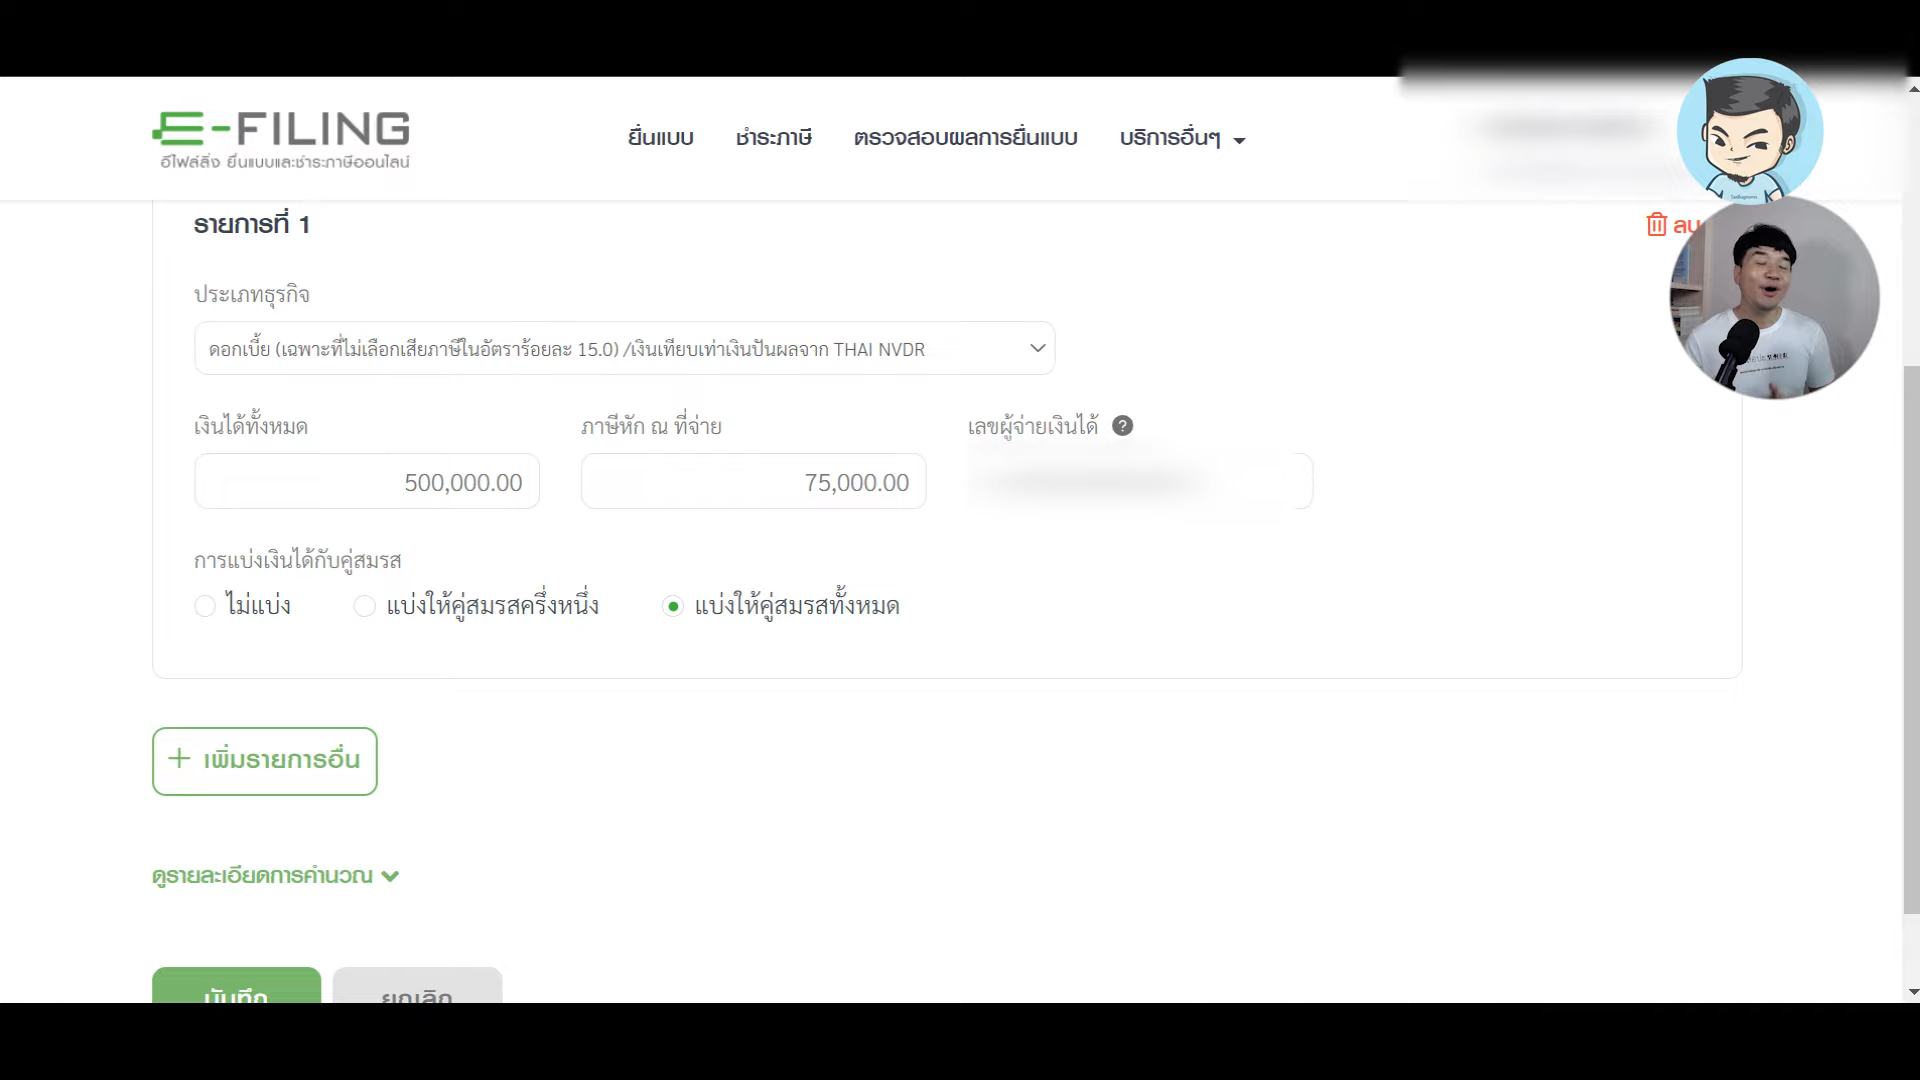 E-FILING
อีไฟล์ลิ่ง ยื่นแบบและชำระภาษีออนไลน์
ยื่นแบบ ชำระภาษี ตรวจสอบผลการยื่นแบบ บริการอื่นๆ
รายการที่ 1
ลบ
ประเภทธุรกิจ
ดอกเบี้ย (เฉพาะที่ไม่เลือกเสียภาษีในอัตราร้อยละ 15.0) /เงินเทียบเท่าเงินปันผลจาก THAI NVDR
เงินได้ทั้งหมด ภาษีหัก ณ ที่จ่าย เลขผู้จ่ายเงินได้ ?
500,000.00 75,000.00
การแบ่งเงินได้กับคู่สมรส
ไม่แบ่ง แบ่งให้คู่สมรสครึ่งหนึ่ง แบ่งให้คู่สมรสทั้งหมด
+ เพิ่มรายการอื่น
ดูรายละเอียดการคำนวณ
บันทึก ยกเลิก